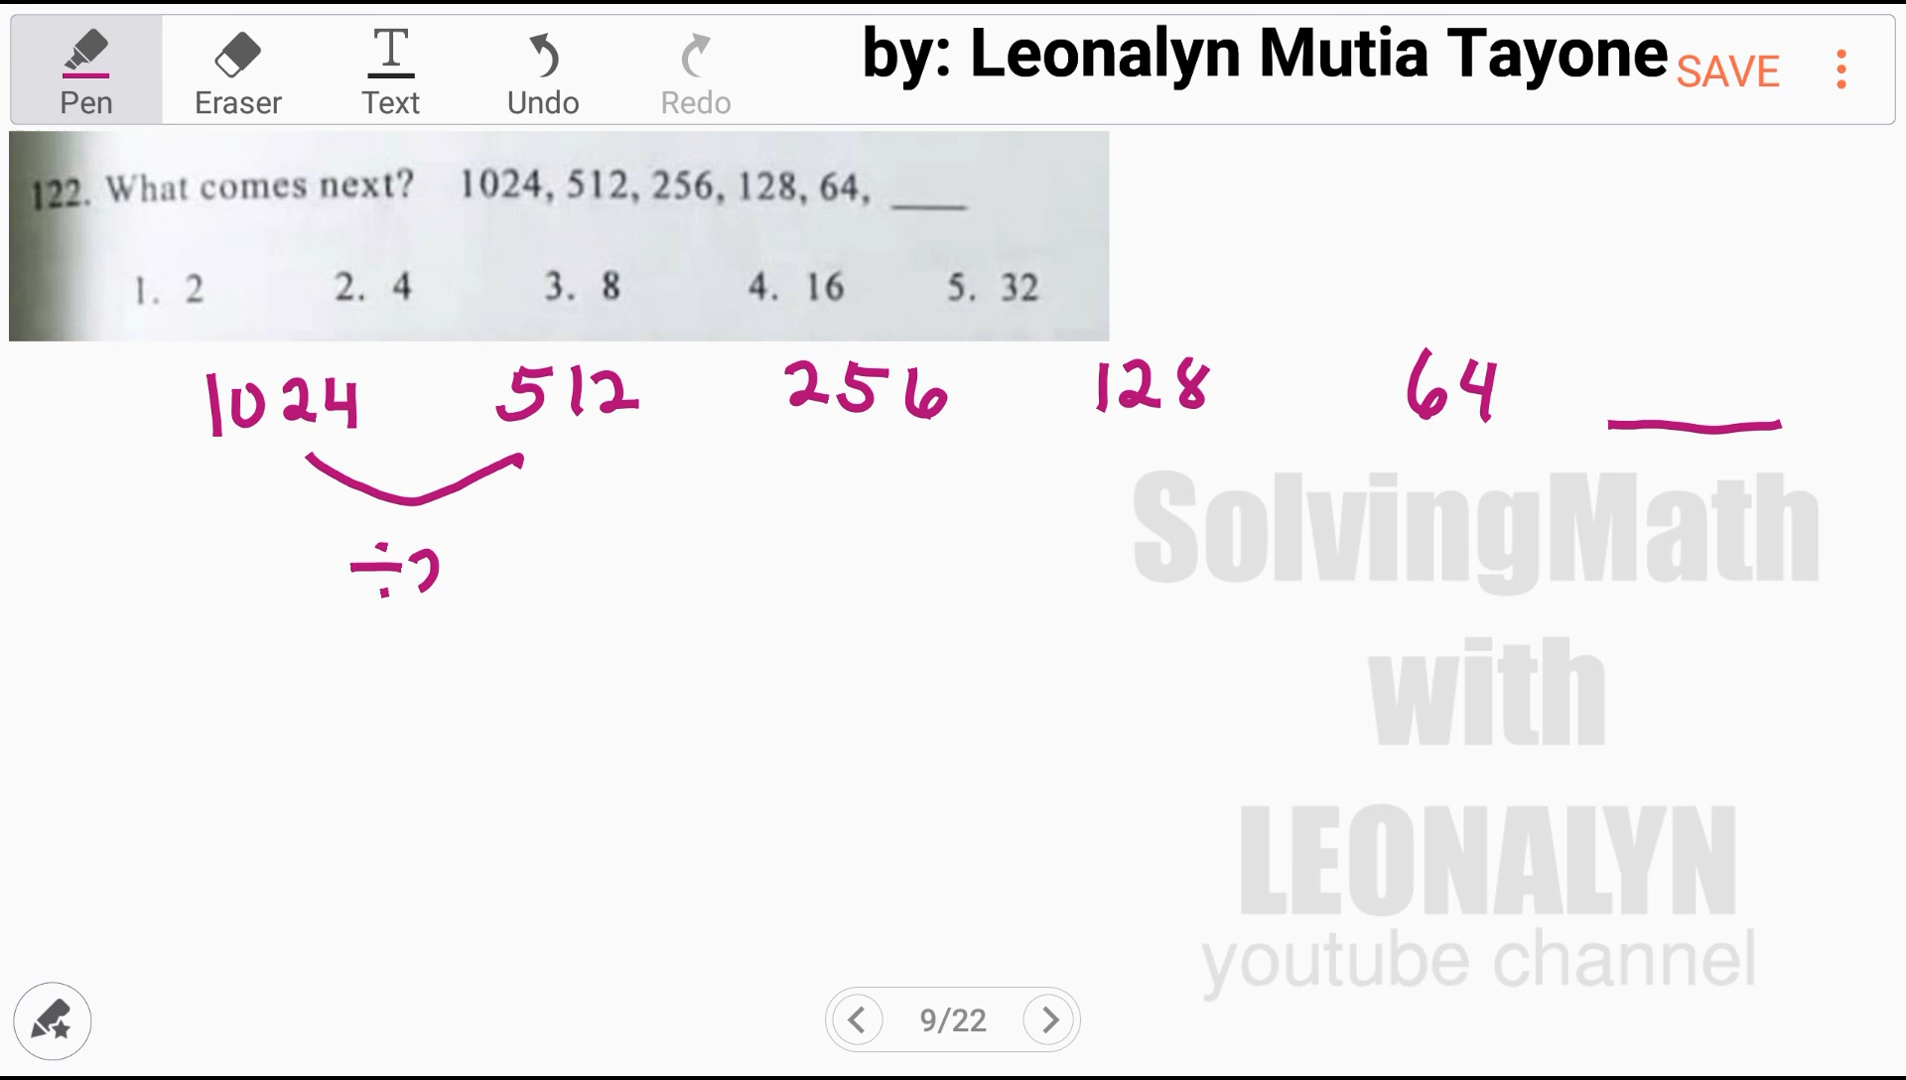 by: Leonalyn Mutia Tayone
SAVE
Pen
Eraser
Text
Undo
Redo
122. What comes next? 1024, 512, 256, 128, 64, ____
1. 2 2. 4 3. 8 4. 16 5. 32
1024 512 256 128 64 ____
÷2
SolvingMath
with
LEONALYN
youtube channel
9/22